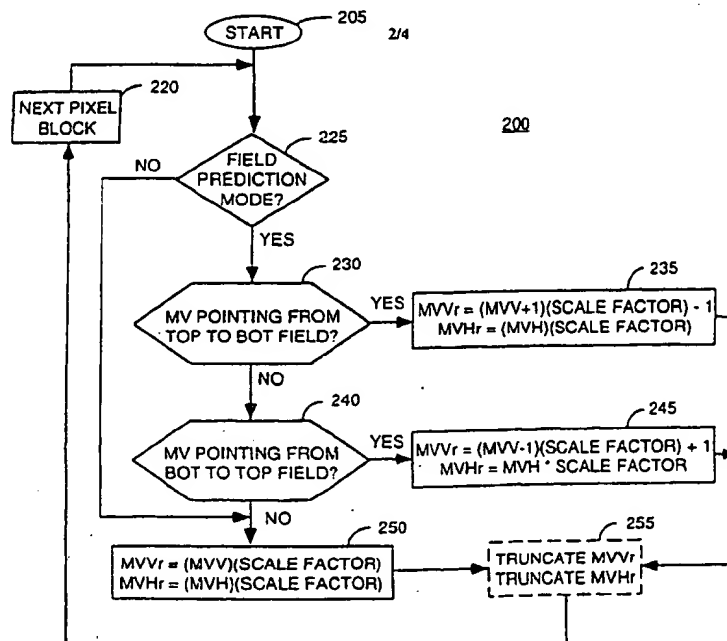 START
205
2/4
220
NEXT PIXEL
BLOCK
200
225
NO
FIELD
PREDICTION
MODE?
YES
230
MV POINTING FROM
TOP TO BOT FIELD?
YES
235
MVVr = (MVV+1)(SCALE FACTOR) - 1
MVHr = (MVH)(SCALE FACTOR)
NO
240
MV POINTING FROM
BOT TO TOP FIELD?
YES
245
MVVr = (MVV-1)(SCALE FACTOR) + 1
MVHr = MVH * SCALE FACTOR
NO
250
MVVr = (MVV)(SCALE FACTOR)
MVHr = (MVH)(SCALE FACTOR)
255
TRUNCATE MVVr
TRUNCATE MVHr